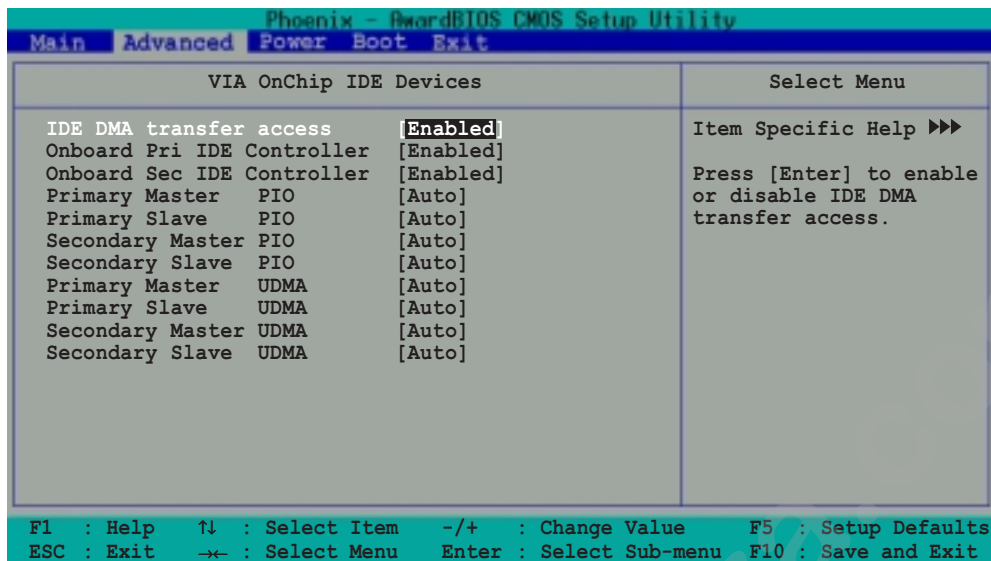 Phoenix - AwardBIOS CMOS Setup Utility
Main Advanced Power Boot Exit
VIA OnChip IDE Devices
Select Menu
IDE DMA transfer access [Enabled]
Onboard Pri IDE Controller [Enabled]
Onboard Sec IDE Controller [Enabled]
Primary Master PIO [Auto]
Primary Slave PIO [Auto]
Secondary Master PIO [Auto]
Secondary Slave PIO [Auto]
Primary Master UDMA [Auto]
Primary Slave UDMA [Auto]
Secondary Master UDMA [Auto]
Secondary Slave UDMA [Auto]
Item Specific Help ▶▶▶
Press [Enter] to enable
or disable IDE DMA
transfer access.
F1 : Help ↑↓ : Select Item -/+ : Change Value F5 : Setup Defaults
ESC : Exit →← : Select Menu Enter : Select Sub-menu F10 : Save and Exit